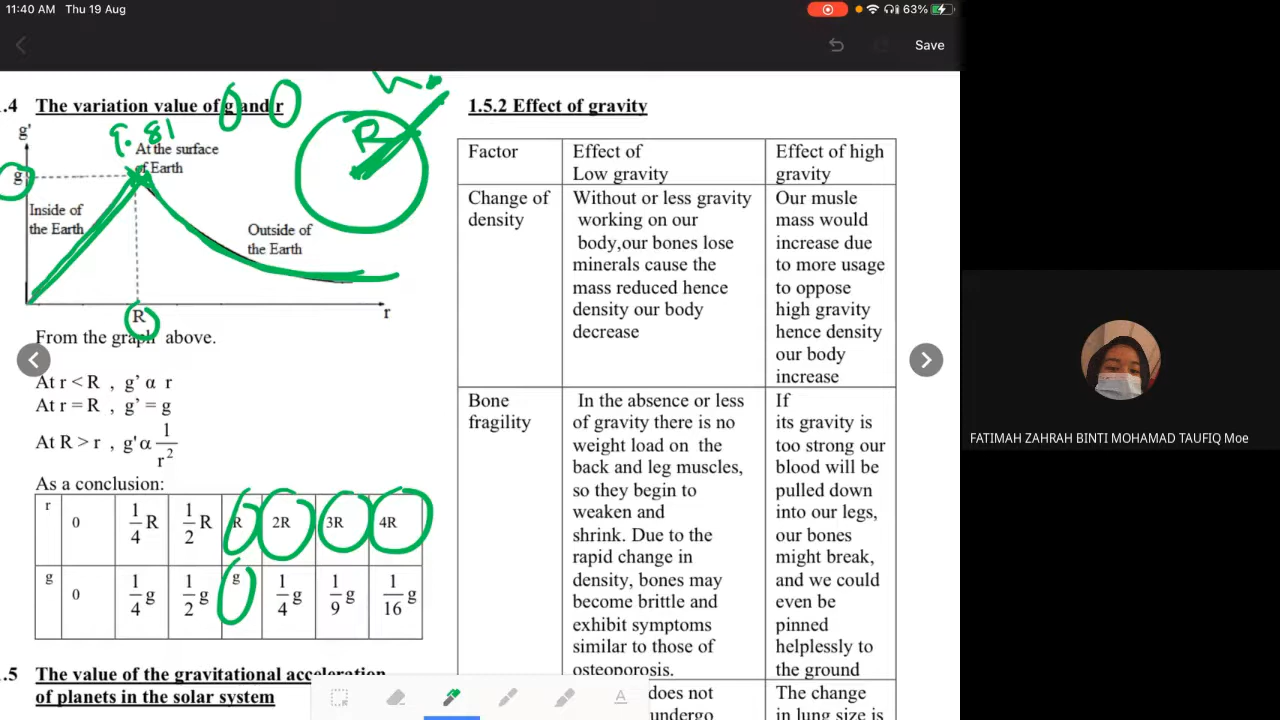 11:40 AM Thu 19 Aug
63%
Save
.4 The variation value of g and r
9.81
h
R
g'
At the surface
of Earth
g
Inside of
the Earth
Outside of
the Earth
R
r
From the graph above.
At r < R , g’ α r
At r = R , g’ = g
At R > r , g' α 1/r²
As a conclusion:
r 0 1/4 R 1/2 R R 2R 3R 4R
g 0 1/4 g 1/2 g g 1/4 g 1/9 g 1/16 g
.5 The value of the gravitational acceleration
of planets in the solar system
1.5.2 Effect of gravity
Factor
Effect of
Low gravity
Effect of high
gravity
Change of
density
Without or less gravity
working on our
body,our bones lose
minerals cause the
mass reduced hence
density our body
decrease
Our musle
mass would
increase due
to more usage
to oppose
high gravity
hence density
our body
increase
Bone
fragility
In the absence or less
of gravity there is no
weight load on the
back and leg muscles,
so they begin to
weaken and
shrink. Due to the
rapid change in
density, bones may
become brittle and
exhibit symptoms
similar to those of
osteoporosis.
If
its gravity is
too strong our
blood will be
pulled down
into our legs,
our bones
might break,
and we could
even be
pinned
helplessly to
the ground
does not
undergo
The change
in lung size is
A
FATIMAH ZAHRAH BINTI MOHAMAD TAUFIQ Moe